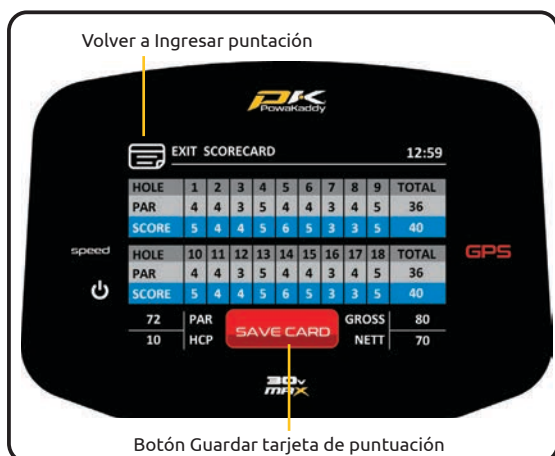 Volver a Ingresar puntación
PK
PowaKaddy
EXIT SCORECARD 12:59
HOLE 1 2 3 4 5 6 7 8 9 TOTAL
PAR 4 4 3 5 4 4 3 4 5 36
SCORE 5 4 4 5 6 5 3 3 5 40
speed
GPS
HOLE 10 11 12 13 14 15 16 17 18 TOTAL
PAR 4 4 3 5 4 4 3 4 5 36
SCORE 5 4 4 5 6 5 3 3 5 40
72 PAR SAVE CARD GROSS 80
10 HCP NETT 70
30v
MAX
Botón Guardar tarjeta de puntuación